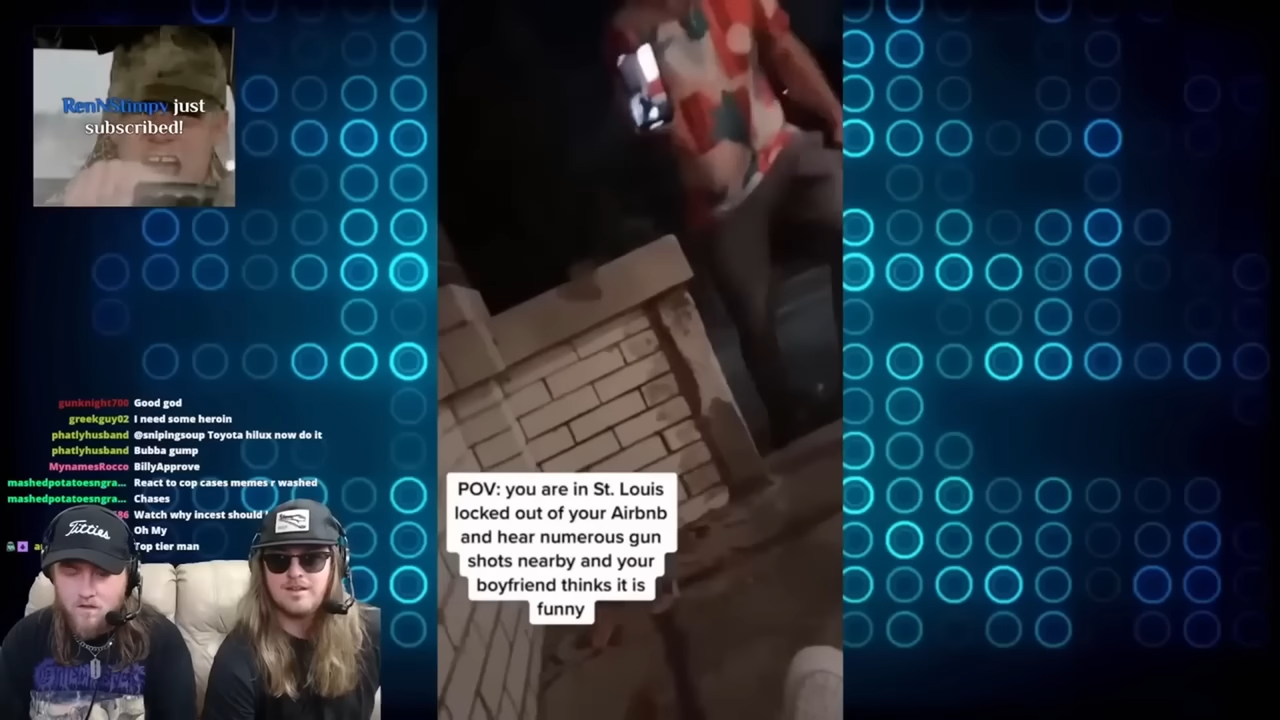 RenNStimpy just
subscribed!
gunknight700 Good god
greekguy02 I need some heroin
phatlyhusband @snipingsoup Toyota hilux now do it
phatlyhusband Bubba gump
MynamesRocco BillyApprove
mashedpotatoesngra... React to cop cases memes r washed
mashedpotatoesngra... Chases
Watch why incest should
Oh My
Top tier man
Titties
POV: you are in St. Louis
locked out of your Airbnb
and hear numerous gun
shots nearby and your
boyfriend thinks it is
funny